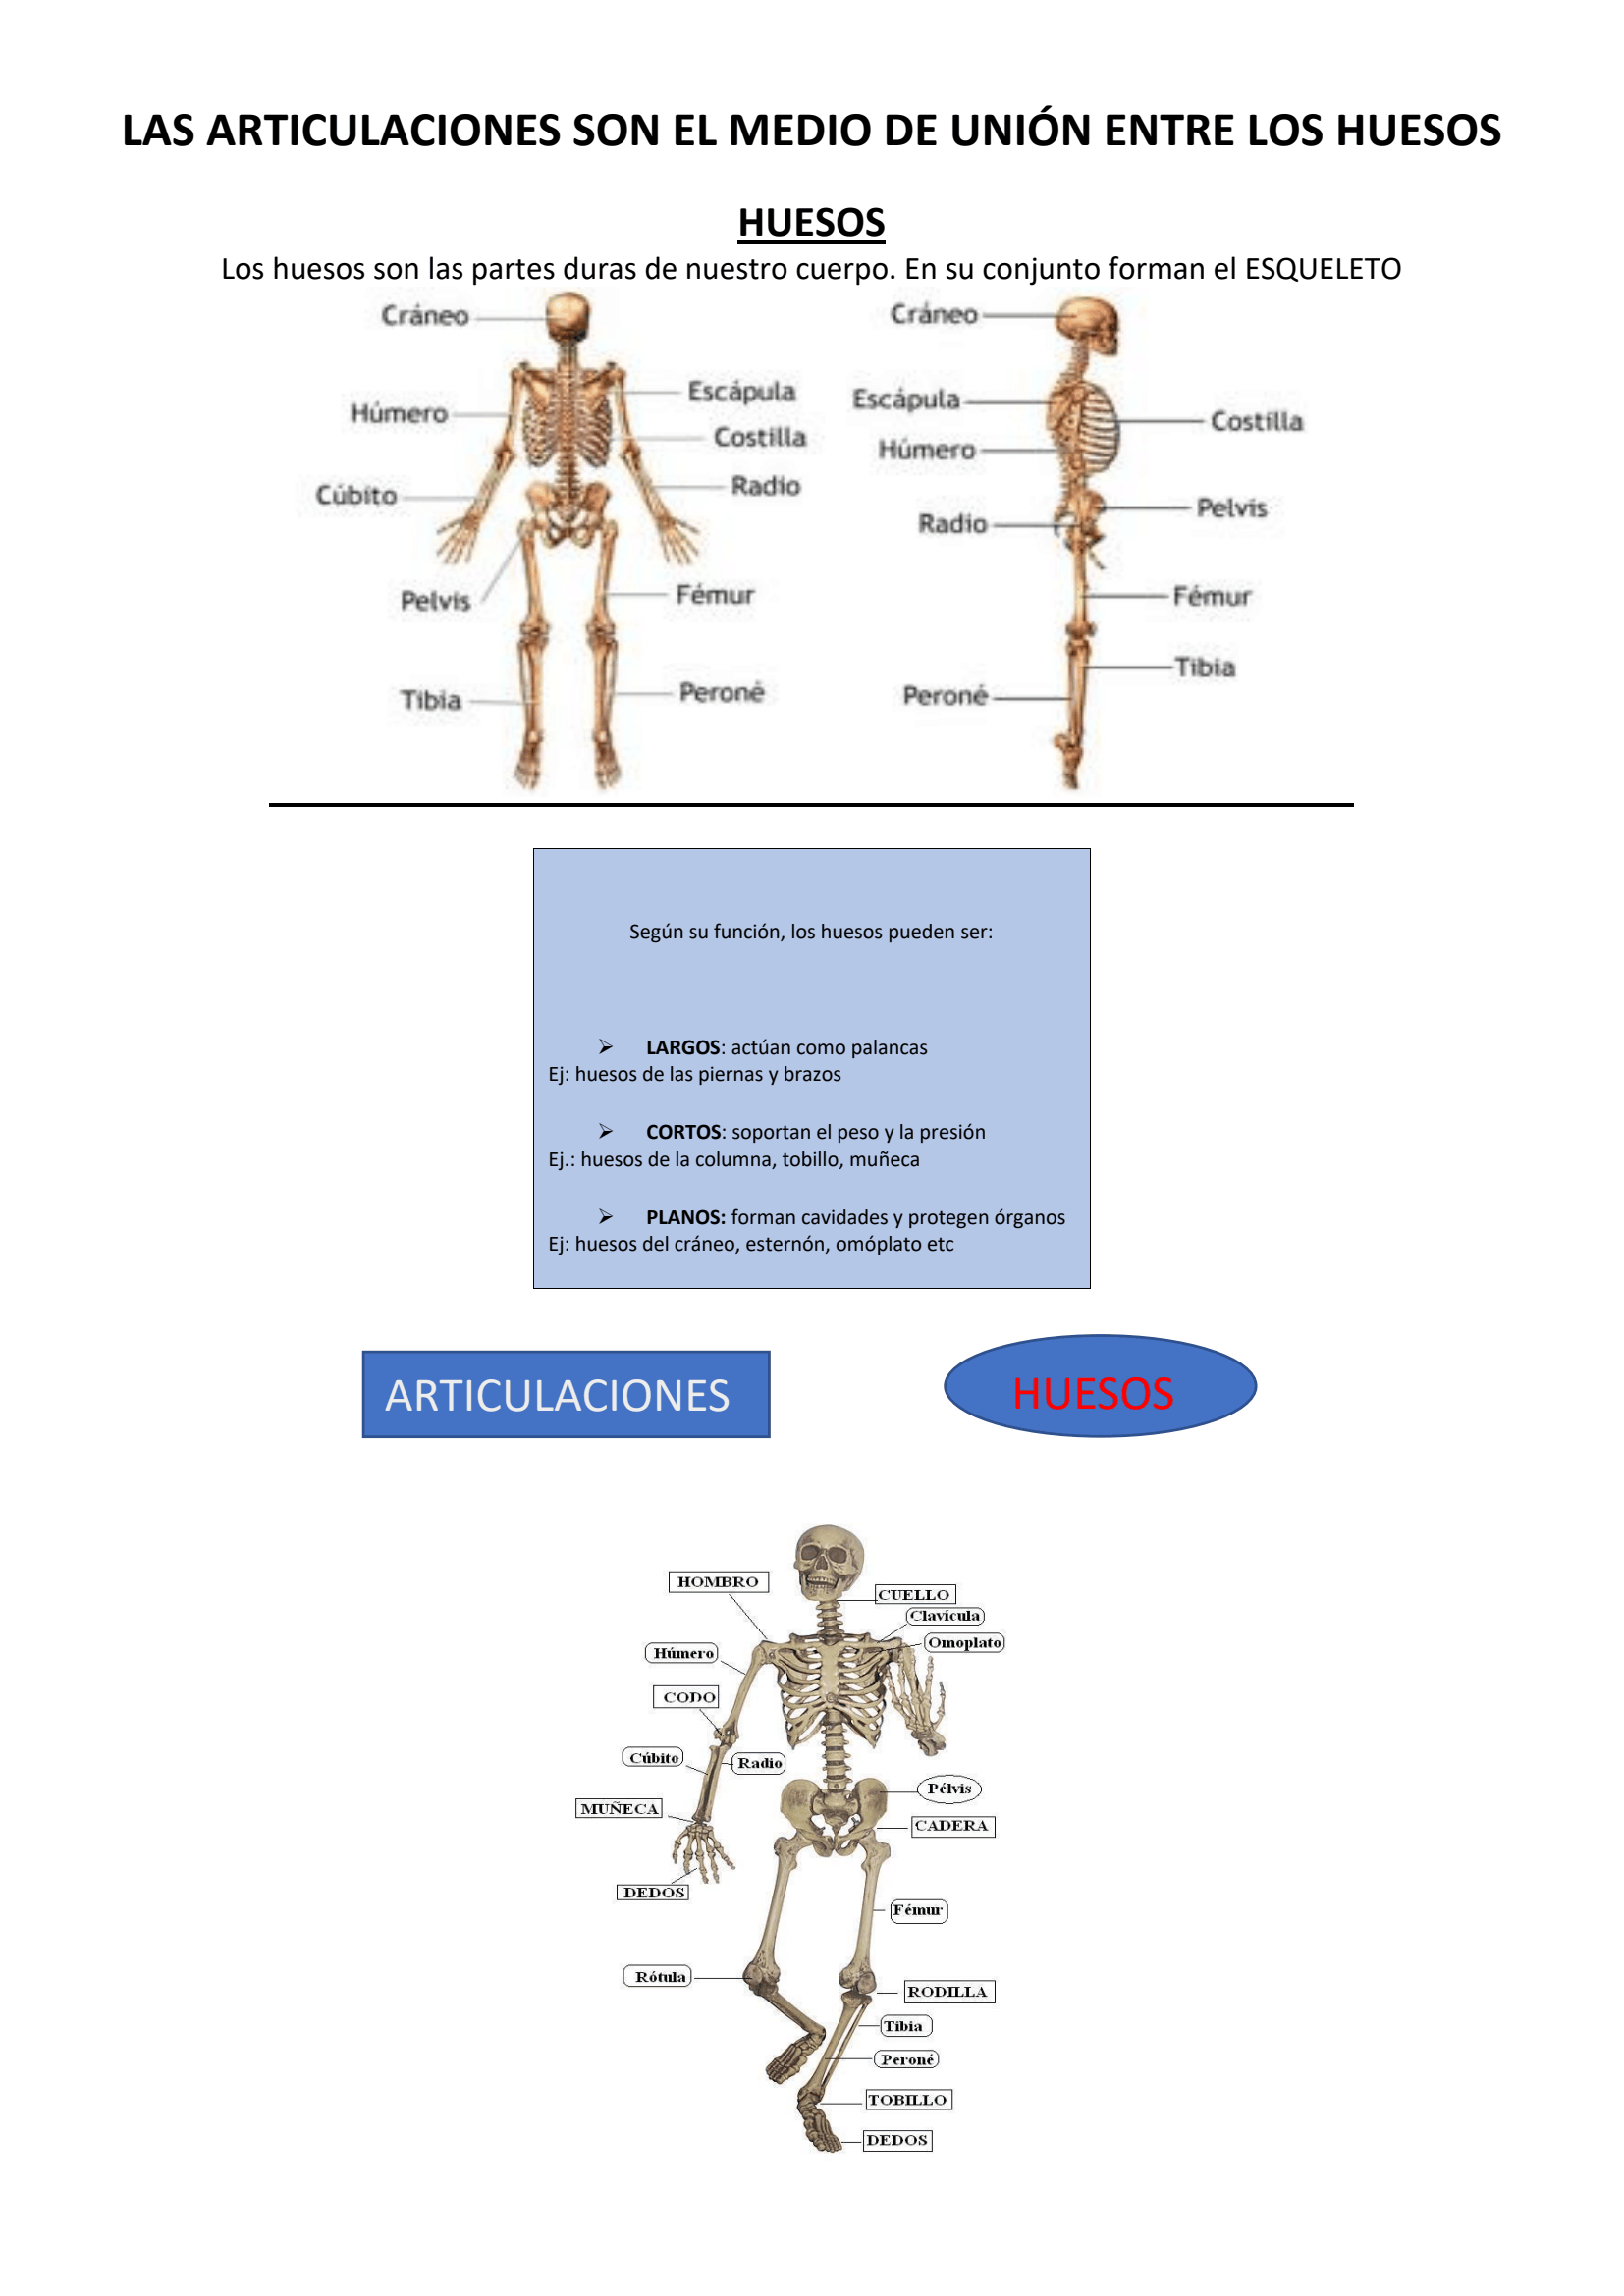 LAS ARTICULACIONES SON EL MEDIO DE UNIÓN ENTRE LOS HUESOS
HUESOS
Los huesos son las partes duras de nuestro cuerpo. En su conjunto forman el ESQUELETO
Cráneo
Escápula
Húmero
Costilla
Radio
Cúbito
Pelvis
Fémur
Tibia
Peroné
Cráneo
Escápula
Costilla
Húmero
Pelvis
Radio
Fémur
Tibia
Peroné
Según su función, los huesos pueden ser:
➢ LARGOS: actúan como palancas
Ej: huesos de las piernas y brazos
➢ CORTOS: soportan el peso y la presión
Ej.: huesos de la columna, tobillo, muñeca
➢ PLANOS: forman cavidades y protegen órganos
Ej: huesos del cráneo, esternón, omóplato etc
ARTICULACIONES
HUESOS
HOMBRO
CUELLO
Clavícula
Omoplato
Húmero
CODO
Cúbito
Radio
Pélvis
MUÑECA
CADERA
DEDOS
Fémur
Rótula
RODILLA
Tibia
Peroné
TOBILLO
DEDOS